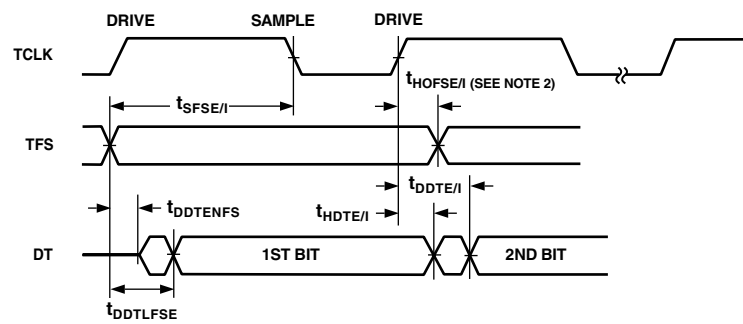 DRIVE SAMPLE DRIVE
TCLK
tHOFSE/I (SEE NOTE 2)
tSFSE/I
TFS
tDDTE/I
tDDTENFS
tHDTE/I
DT 1ST BIT 2ND BIT
tDDTLFSE